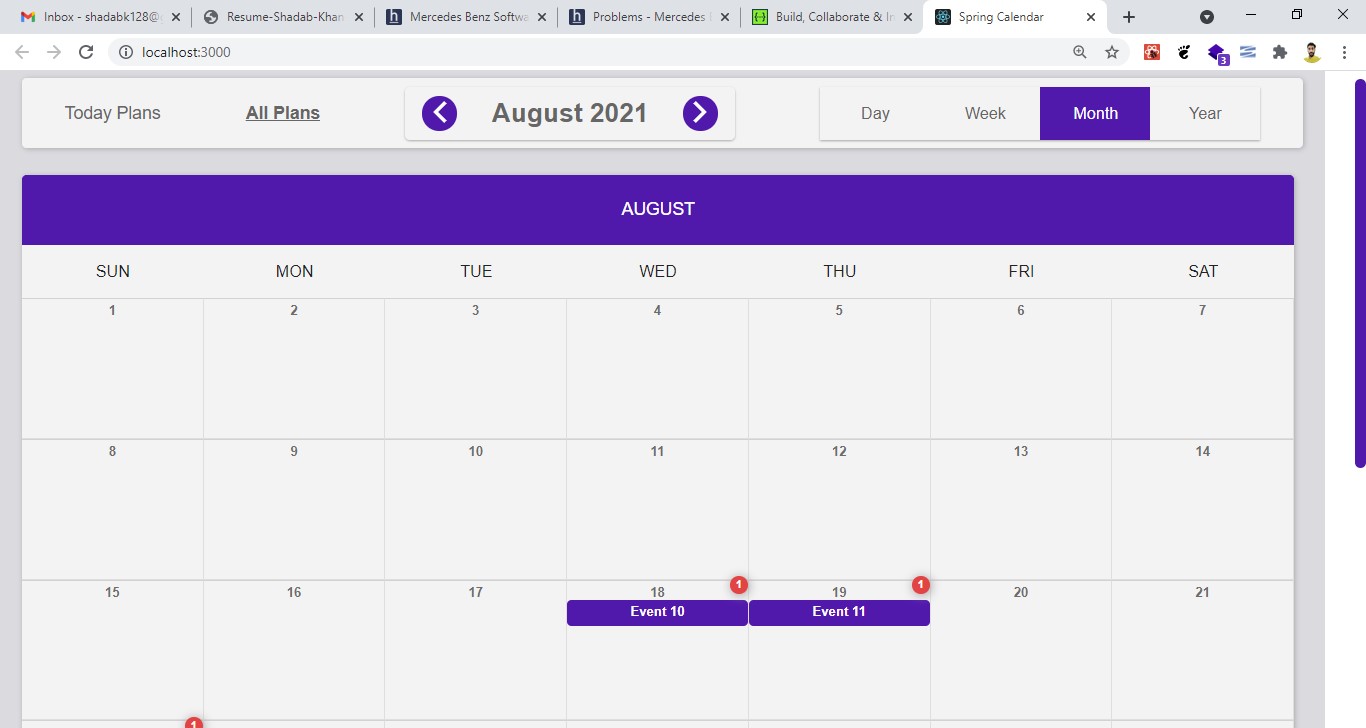 Inbox - shadabk128@
Resume-Shadab-Khan
Mercedes Benz Softwa
Problems - Mercedes
Build, Collaborate & In
Spring Calendar
localhost:3000
3
Today Plans All Plans August 2021 Day Week Month Year
AUGUST
SUN MON TUE WED THU FRI SAT
1 2 3 4 5 6 7
8 9 10 11 12 13 14
1 1
15 16 17 18 19 20 21
Event 10 Event 11
1